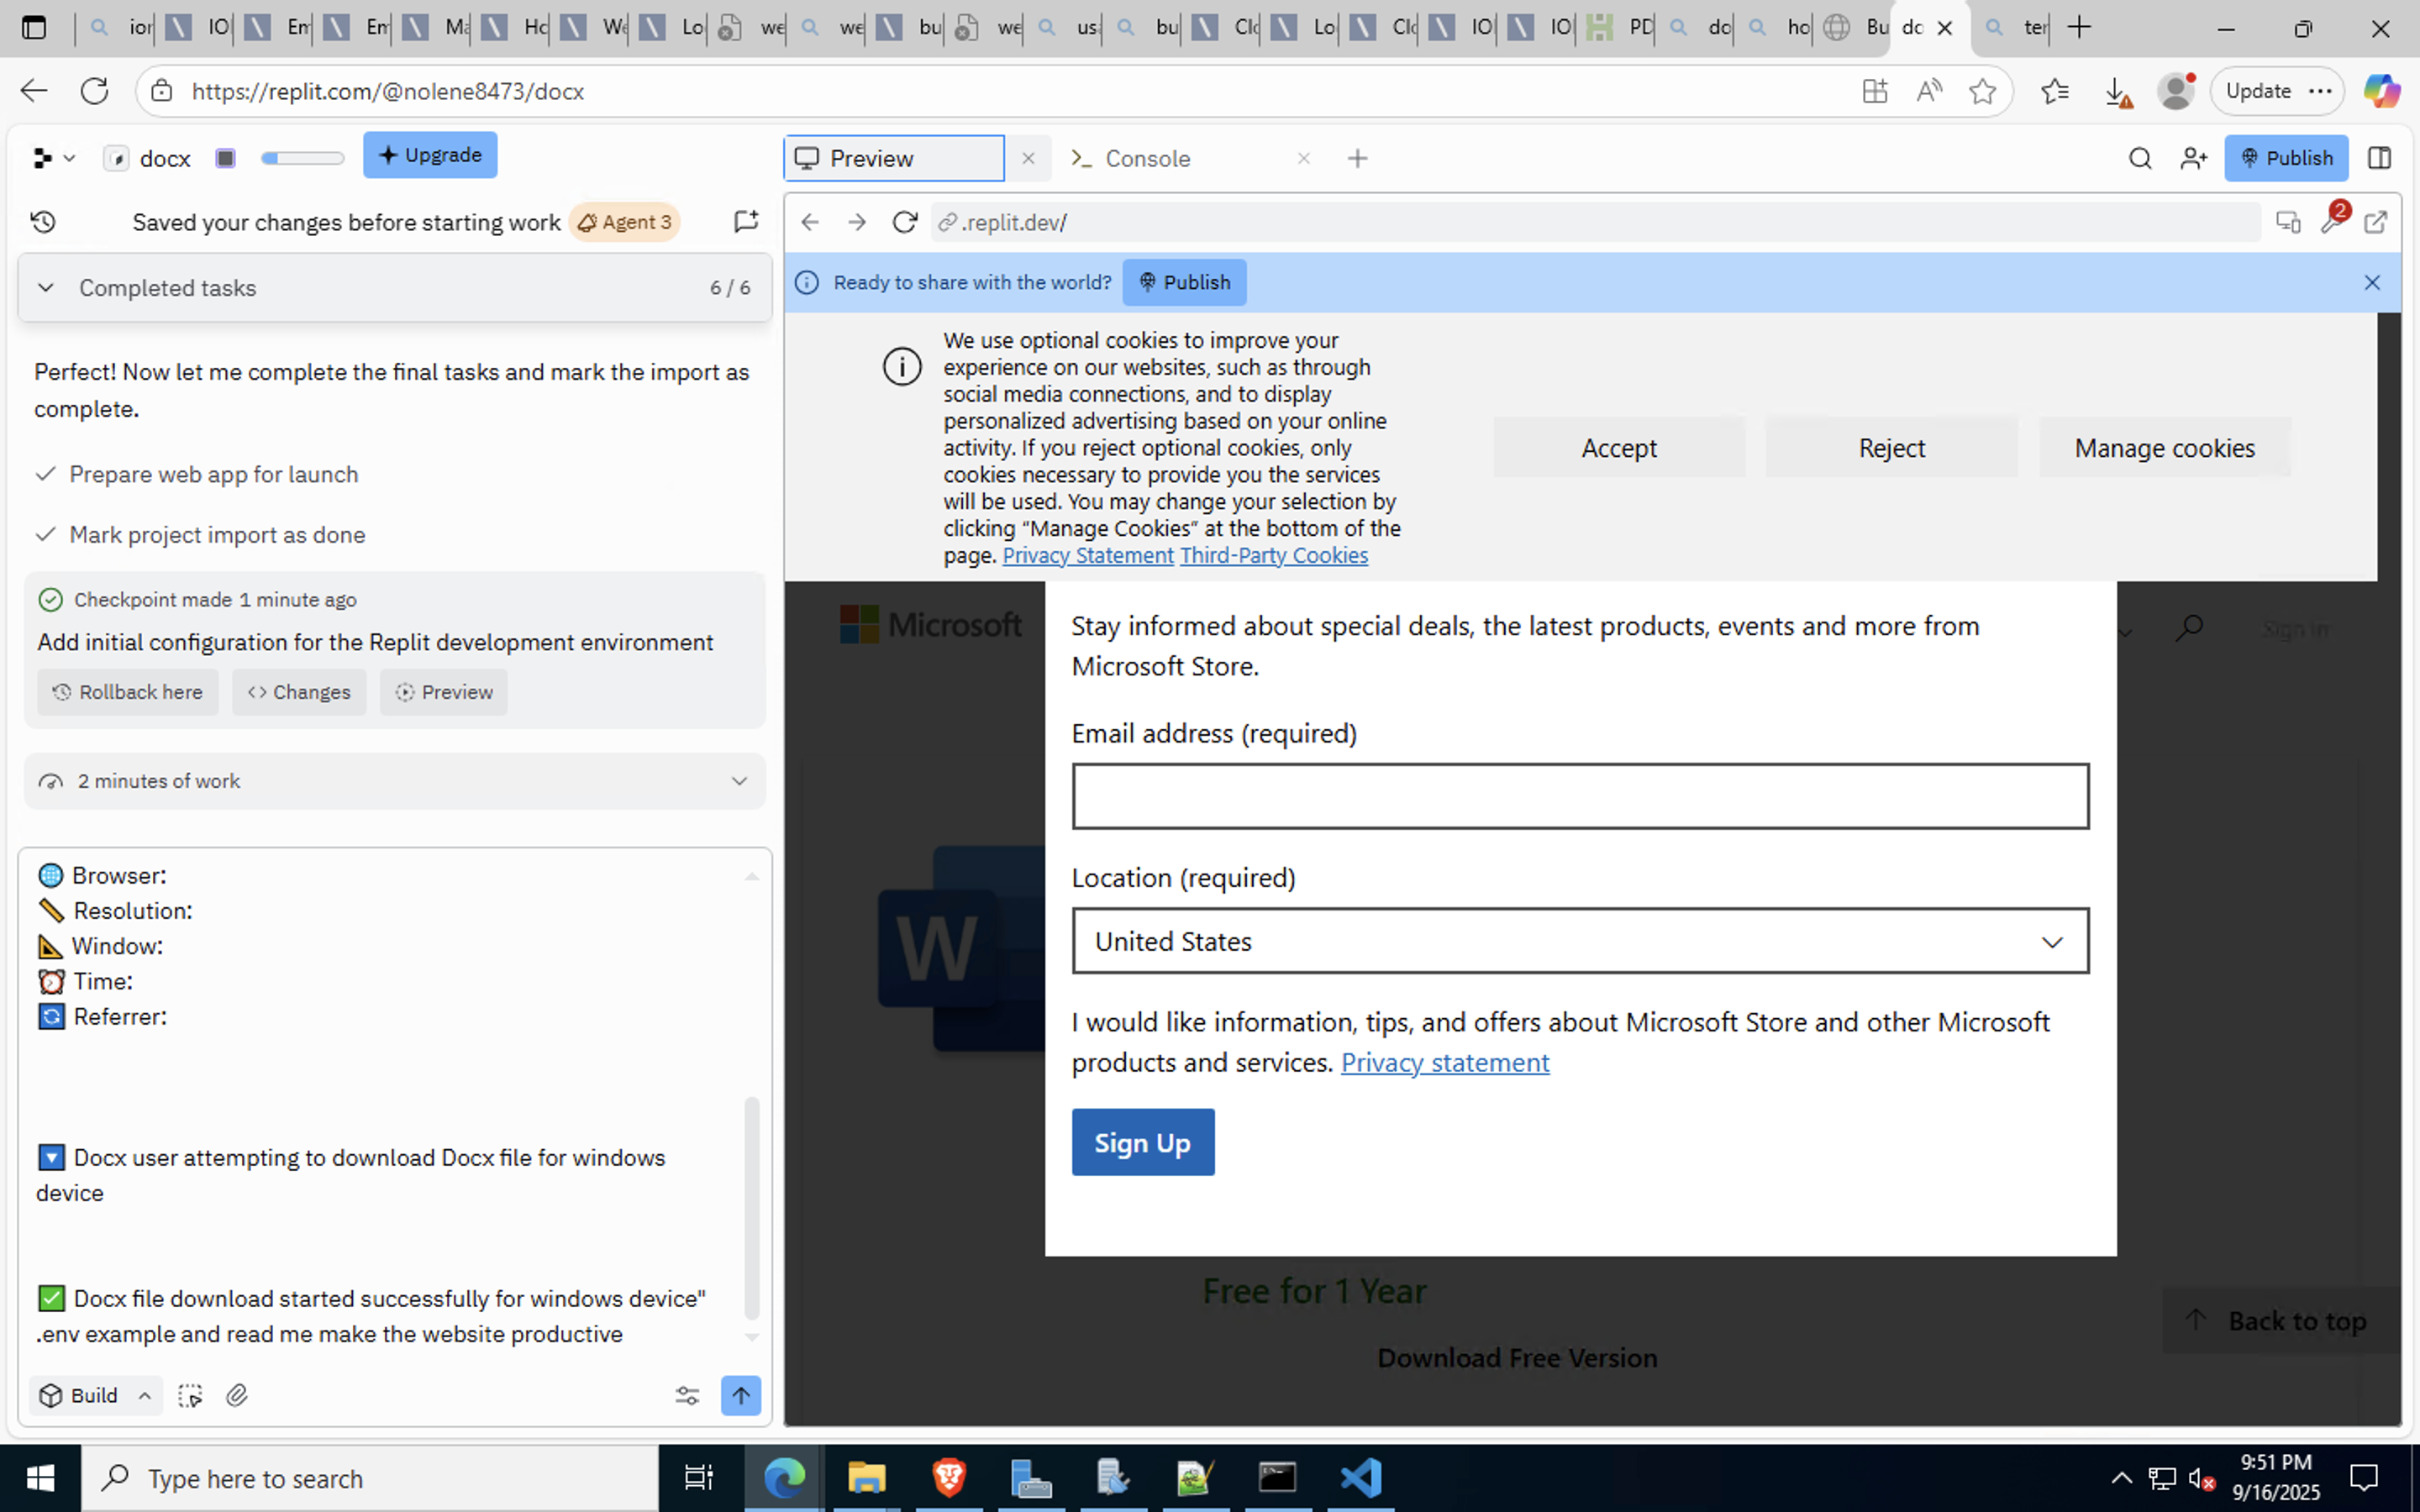 ion
IO
Em
Em
Ma
Ho
We
Lo
we
we
bu
we
us
bu
Clo
Lo
Clo
IO
IO
PD
do
ho
Bu
do
ter
https://replit.com/@nolene8473/docx
Update
docx
Upgrade
Preview
Console
Publish
Saved your changes before starting work
Agent 3
.replit.dev/
2
Completed tasks
6 / 6
Ready to share with the world?
Publish
Perfect! Now let me complete the final tasks and mark the import as
complete.
Prepare web app for launch
Mark project import as done
Checkpoint made 1 minute ago
Add initial configuration for the Replit development environment
Rollback here
Changes
Preview
2 minutes of work
Browser:
Resolution:
Window:
Time:
Referrer:
Docx user attempting to download Docx file for windows
device
Docx file download started successfully for windows device"
.env example and read me make the website productive
Build
We use optional cookies to improve your
experience on our websites, such as through
social media connections, and to display
personalized advertising based on your online
activity. If you reject optional cookies, only
cookies necessary to provide you the services
will be used. You may change your selection by
clicking “Manage Cookies” at the bottom of the
page. Privacy Statement Third-Party Cookies
Accept
Reject
Manage cookies
Microsoft
Sign in
Stay informed about special deals, the latest products, events and more from
Microsoft Store.
Email address (required)
Location (required)
United States
I would like information, tips, and offers about Microsoft Store and other Microsoft
products and services. Privacy statement
Sign Up
W
Free for 1 Year
Back to top
Download Free Version
Type here to search
9:51 PM
9/16/2025